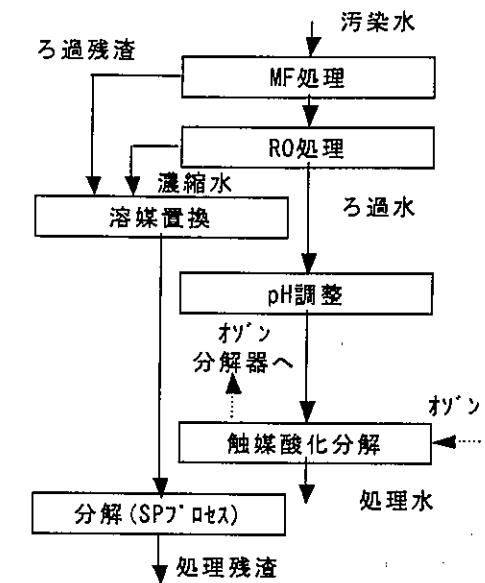 汚染水
ろ過残渣
MF処理
RO処理
濃縮水
溶媒置換
ろ過水
pH調整
ｵｿﾞﾝ
分解器へ
ｵｿﾞﾝ
触媒酸化分解
処理水
分解(SPﾌﾟﾛｾｽ)
処理残渣